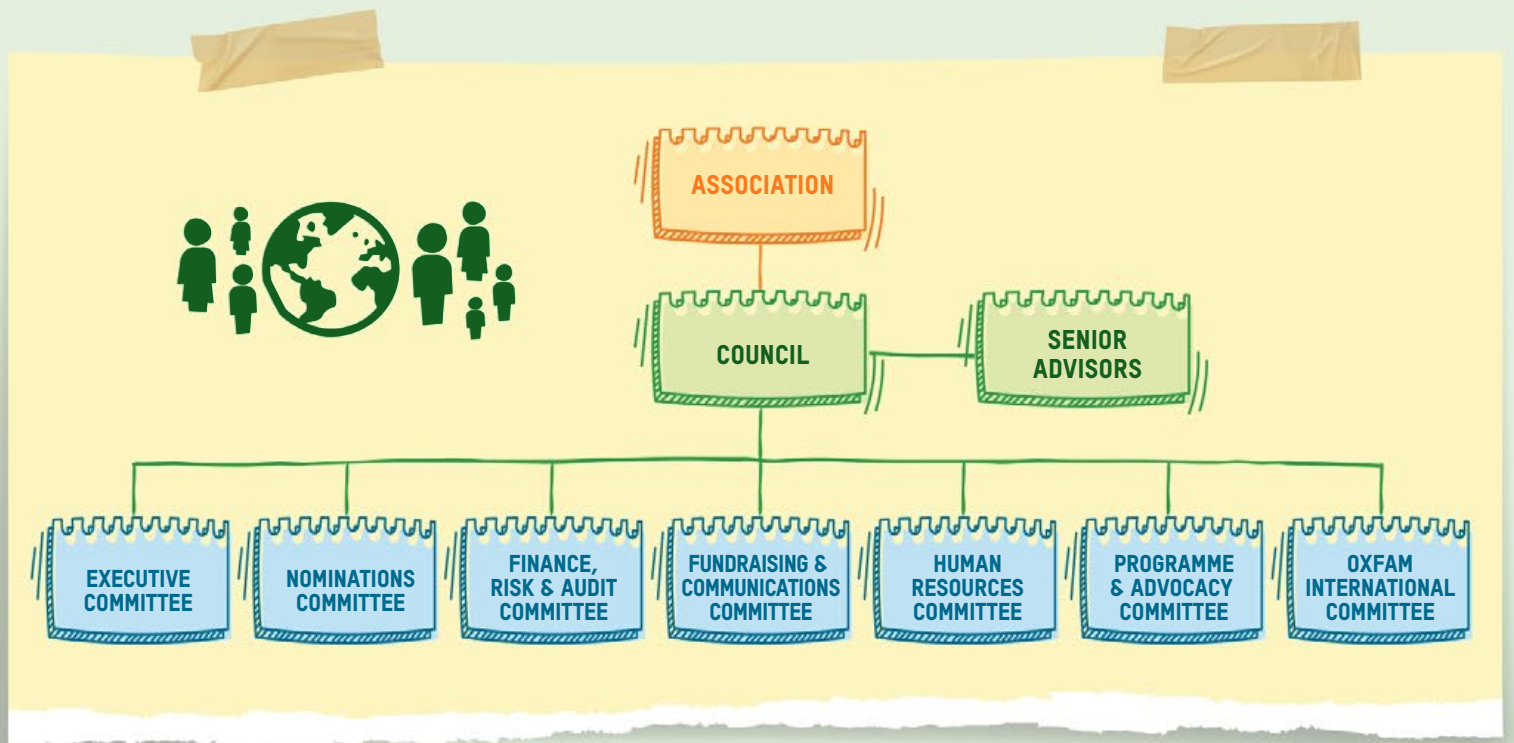 ASSOCIATION
COUNCIL
SENIOR
ADVISORS
EXECUTIVE
COMMITTEE
NOMINATIONS
COMMITTEE
FINANCE,
RISK & AUDIT
COMMITTEE
FUNDRAISING &
COMMUNICATIONS
COMMITTEE
HUMAN
RESOURCES
COMMITTEE
PROGRAMME
& ADVOCACY
COMMITTEE
OXFAM
INTERNATIONAL
COMMITTEE